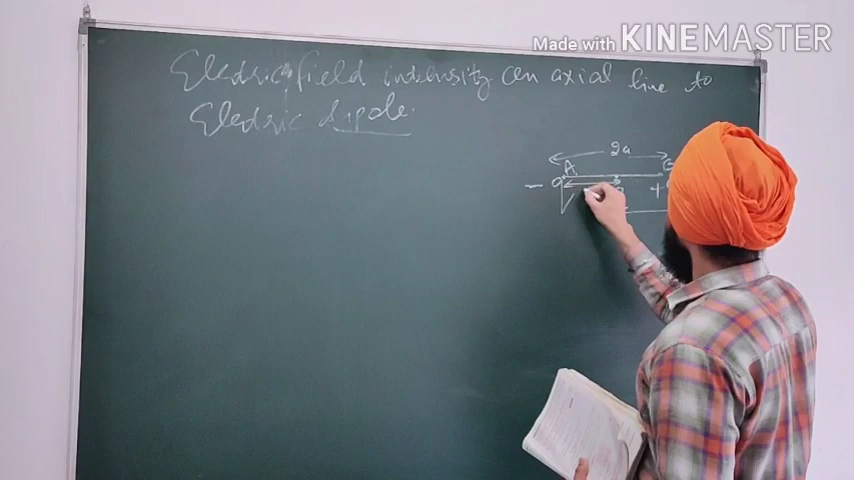 Made with KINEMASTER
Electric field intensity on axial line to
Electric dipole.
2a
A
- q
+